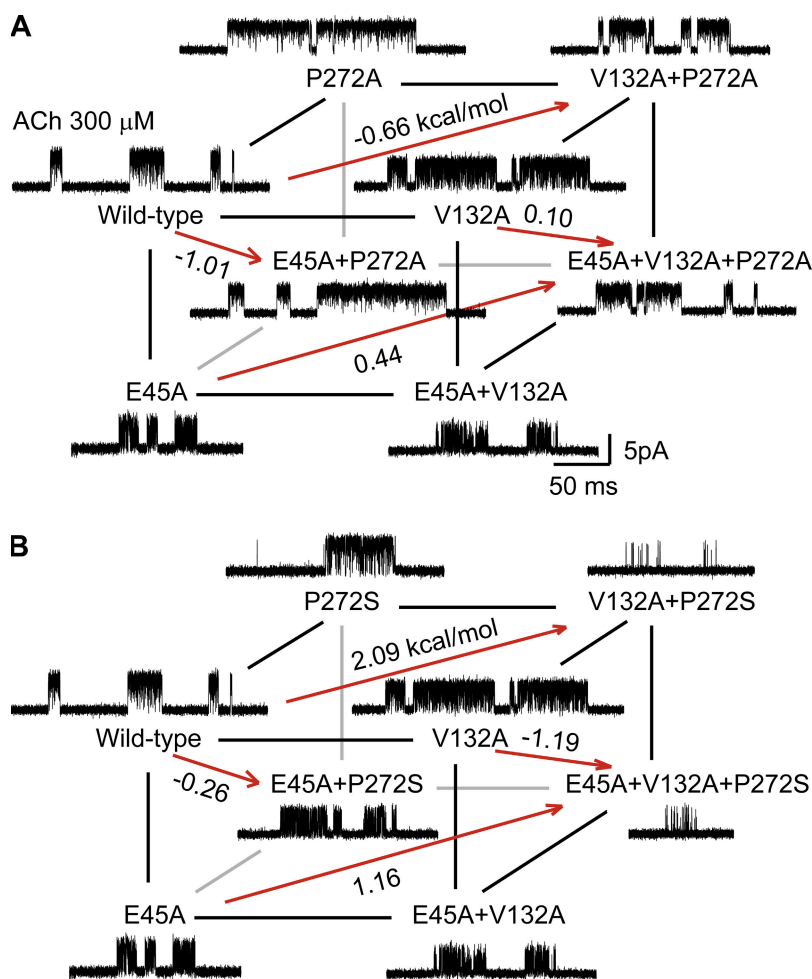 A
P272A
V132A+P272A
ACh 300 μM
-0.66 kcal/mol
Wild-type
V132A
0.10
-1.01
E45A+P272A
E45A+V132A+P272A
0.44
E45A
E45A+V132A
5pA
50 ms
B
P272S
V132A+P272S
2.09 kcal/mol
Wild-type
V132A
-1.19
-0.26
E45A+P272S
E45A+V132A+P272S
1.16
E45A
E45A+V132A